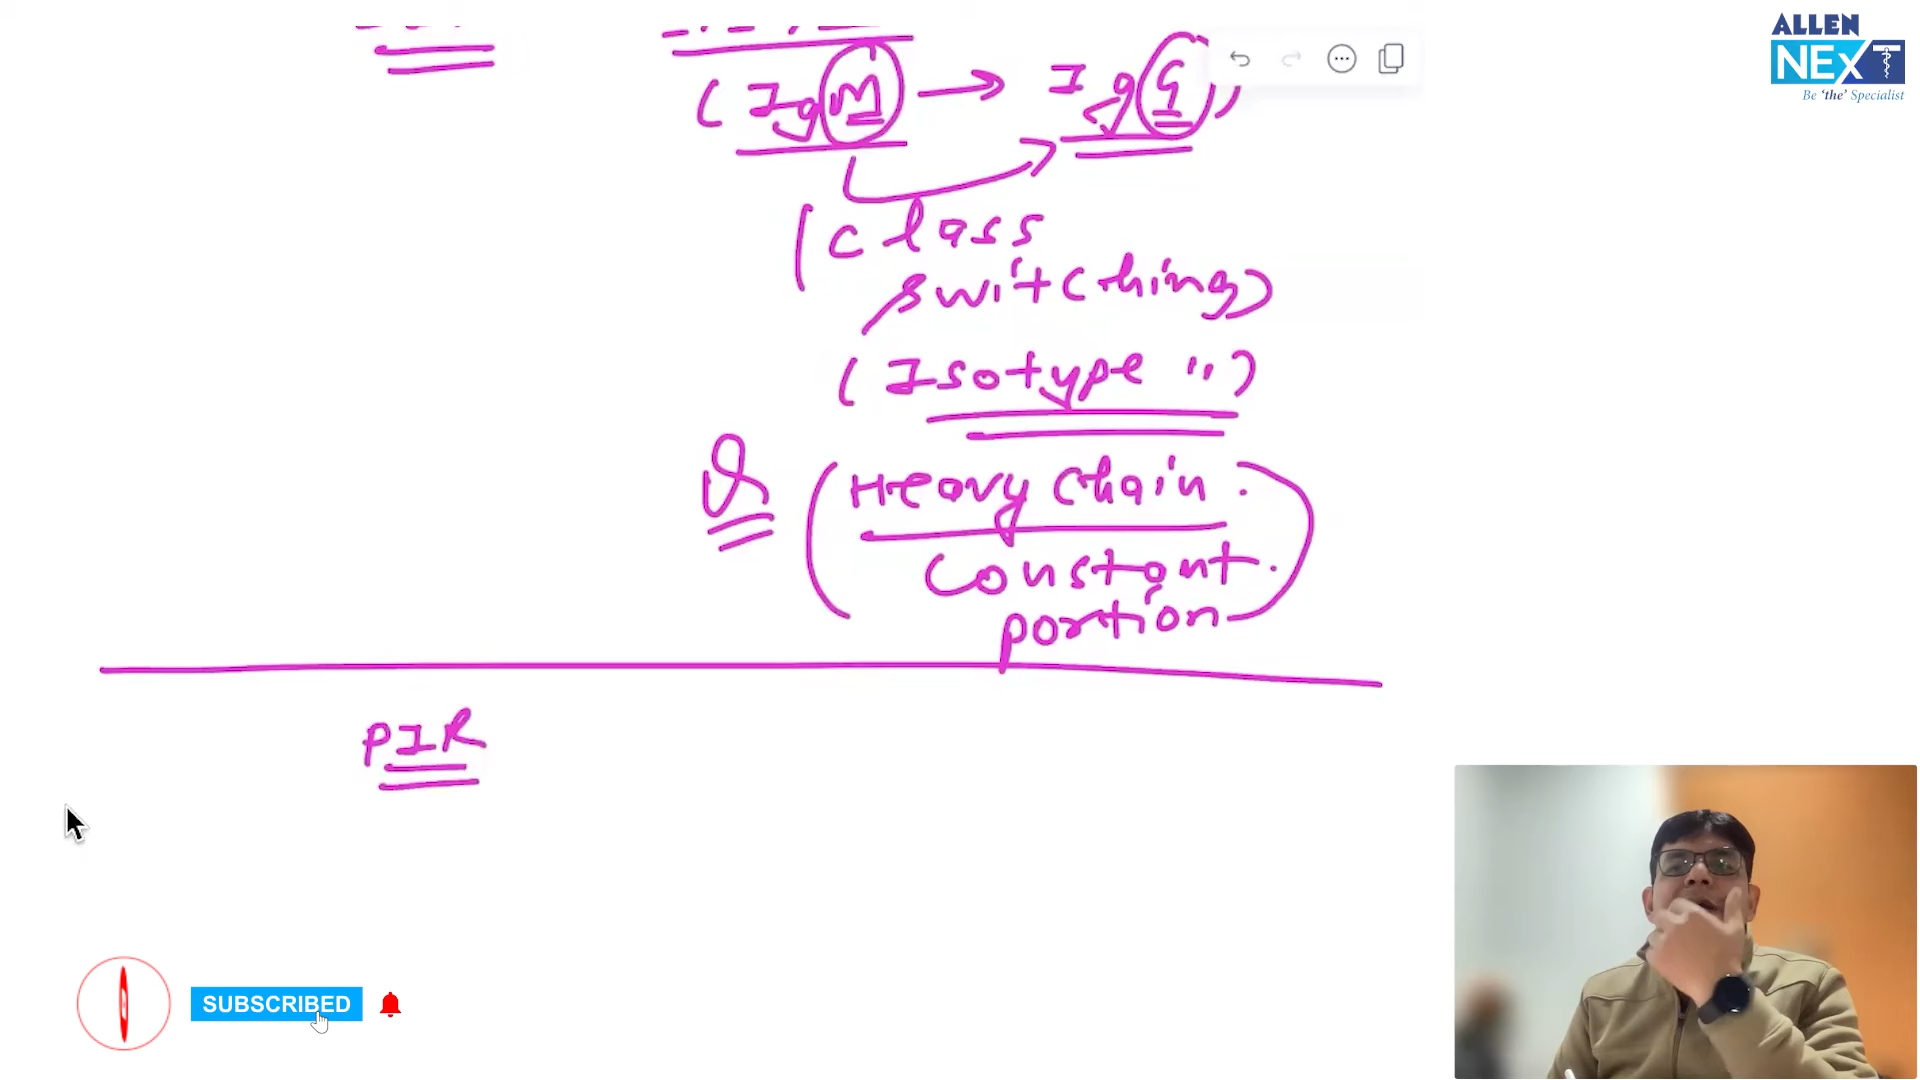 ALLEN
NEXT
Be 'the' Specialist
(IgM → IgG)
(class
switching)
(Isotype ")
(Heavy chain.
constant.
portion
PIR
SUBSCRIBED